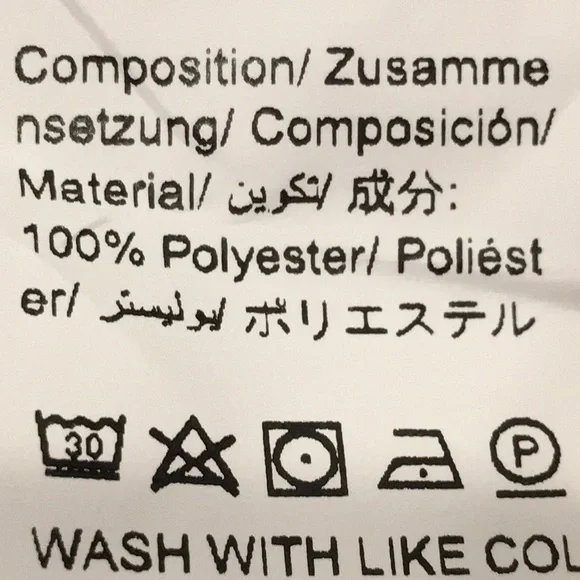 Composition/ Zusamme
nsetzung/ Composición/
Material/ تكوين/ 成分:
100% Polyester/ Poliést
er/ بوليستر/ ポリエステル
30 P
WASH WITH LIKE COL